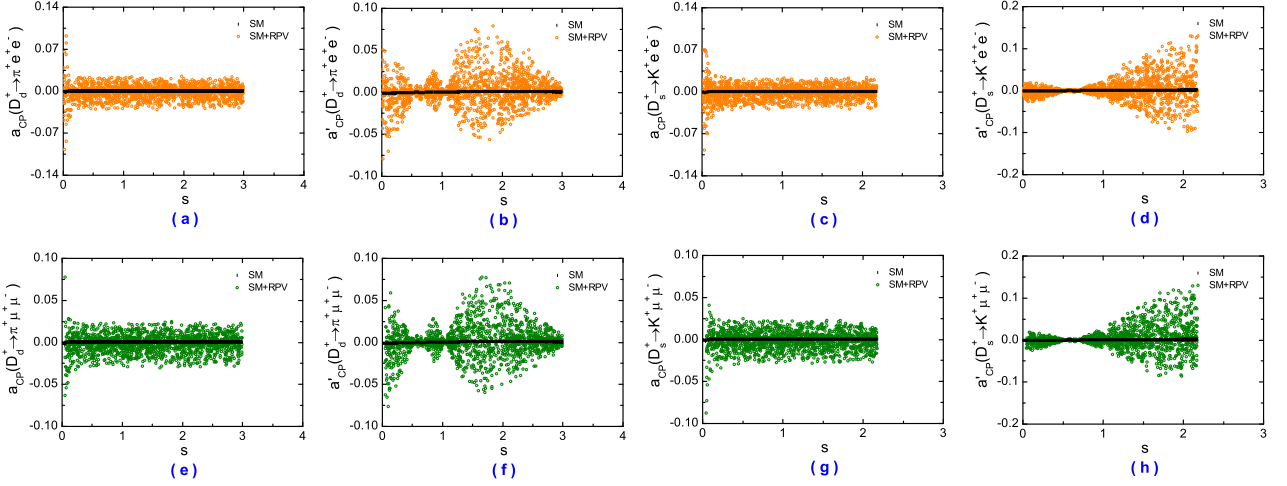 a_CP(D_d^+→π^+e^+e^-)
0.14
0.07
0.00
-0.07
-0.14
SM
SM+RPV
0 1 2 3 4
s
( a )
a'_CP(D_d^+→π^+e^+e^-)
0.10
0.05
0.00
-0.05
-0.10
SM
SM+RPV
0 1 2 3 4
s
( b )
a_CP(D_s^+→K^+e^+e^-)
0.14
0.07
0.00
-0.07
-0.14
SM
SM+RPV
0 1 2 3
s
( c )
a'_CP(D_s^+→K^+e^+e^-)
0.2
0.1
0.0
-0.1
-0.2
SM
SM+RPV
0 1 2 3
s
( d )
a_CP(D_d^+→π^+μ^+μ^-)
0.10
0.05
0.00
-0.05
-0.10
SM
SM+RPV
0 1 2 3 4
s
( e )
a'_CP(D_d^+→π^+μ^+μ^-)
0.10
0.05
0.00
-0.05
-0.10
SM
SM+RPV
0 1 2 3 4
s
( f )
a_CP(D_s^+→K^+μ^+μ^-)
0.10
0.05
0.00
-0.05
-0.10
SM
SM+RPV
0 1 2 3
s
( g )
a'_CP(D_s^+→K^+μ^+μ^-)
0.2
0.1
0.0
-0.1
-0.2
SM
SM+RPV
0 1 2 3
s
( h )